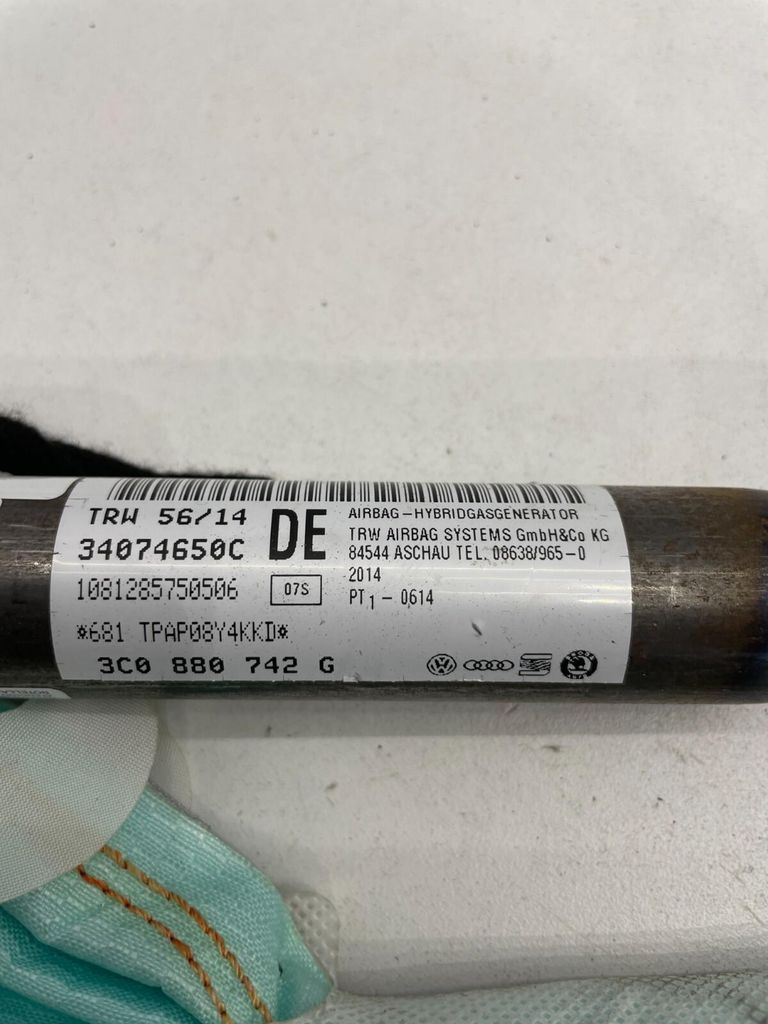 TRW 56/14
34074650C
DE
1081285750506
07S
*681 TPAP08Y4KKD*
3C0 880 742 G
AIRBAG-HYBRIDGASGENERATOR
TRW AIRBAG SYSTEMS GmbH&Co KG
84544 ASCHAU TEL. 08638/965-0
2014
PT1 - 0614